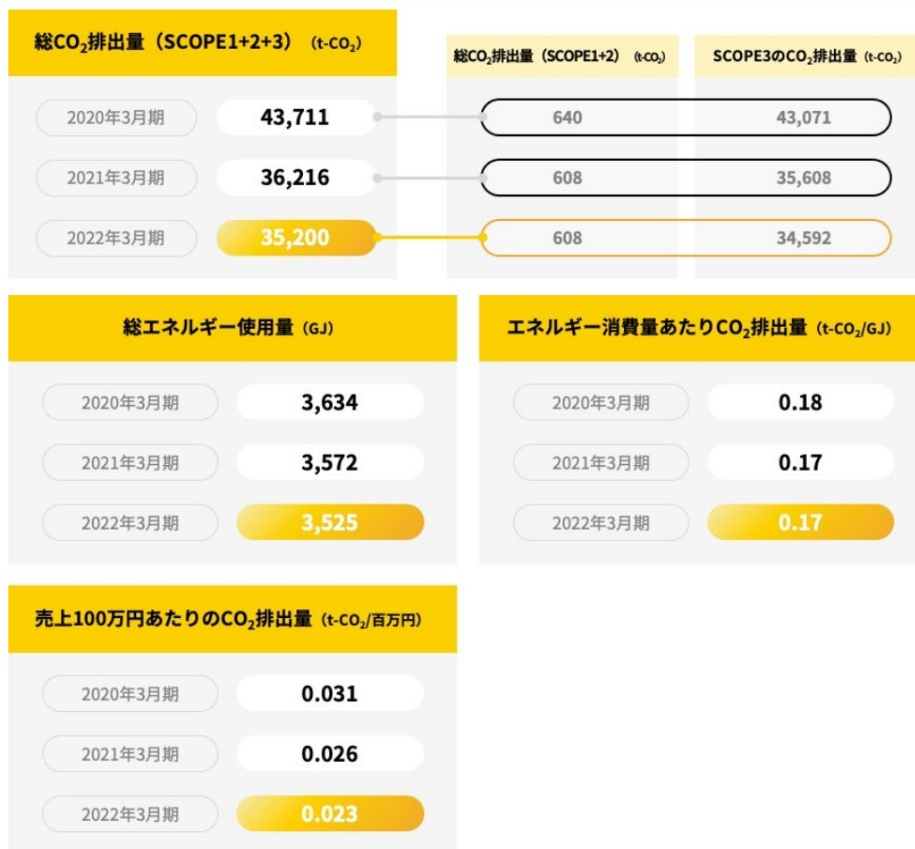 総CO₂排出量（SCOPE1+2+3）（t-CO₂）
総CO₂排出量（SCOPE1+2）（t-CO₂） SCOPE3のCO₂排出量（t-CO₂）
2020年3月期 43,711 640 43,071
2021年3月期 36,216 608 35,608
2022年3月期 35,200 608 34,592
総エネルギー使用量（GJ）
2020年3月期 3,634
2021年3月期 3,572
2022年3月期 3,525
エネルギー消費量あたりCO₂排出量（t-CO₂/GJ）
2020年3月期 0.18
2021年3月期 0.17
2022年3月期 0.17
売上100万円あたりのCO₂排出量（t-CO₂/百万円）
2020年3月期 0.031
2021年3月期 0.026
2022年3月期 0.023